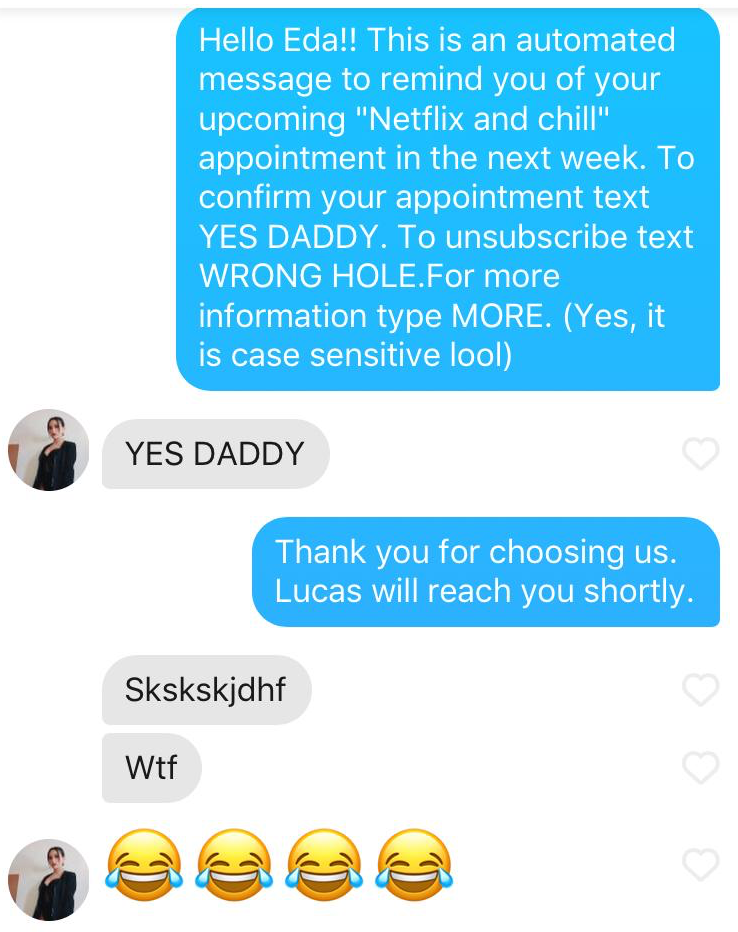 Hello Eda!! This is an automated
message to remind you of your
upcoming "Netflix and chill"
appointment in the next week. To
confirm your appointment text
YES DADDY. To unsubscribe text
WRONG HOLE.For more
information type MORE. (Yes, it
is case sensitive lool)
YES DADDY
Thank you for choosing us.
Lucas will reach you shortly.
Skskskjdhf
Wtf
😂😂😂😂